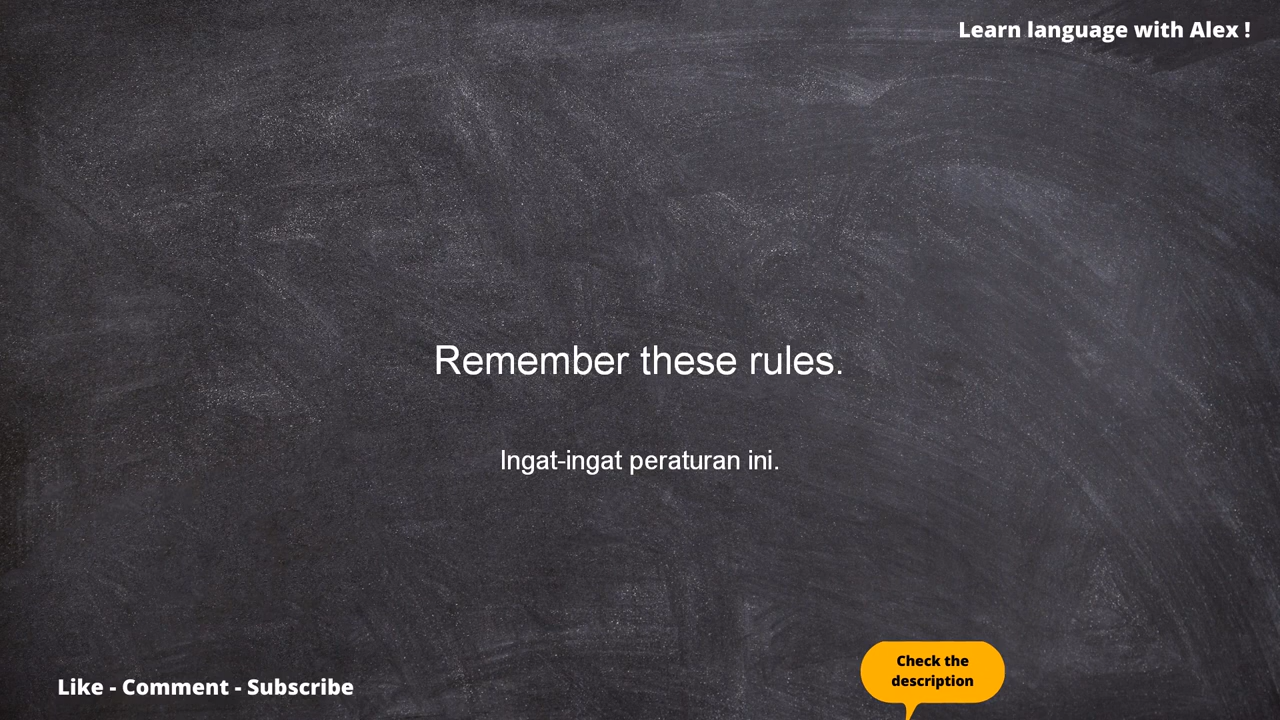 Learn language with Alex !
Remember these rules.
Ingat-ingat peraturan ini.
Check the
description
Like - Comment - Subscribe